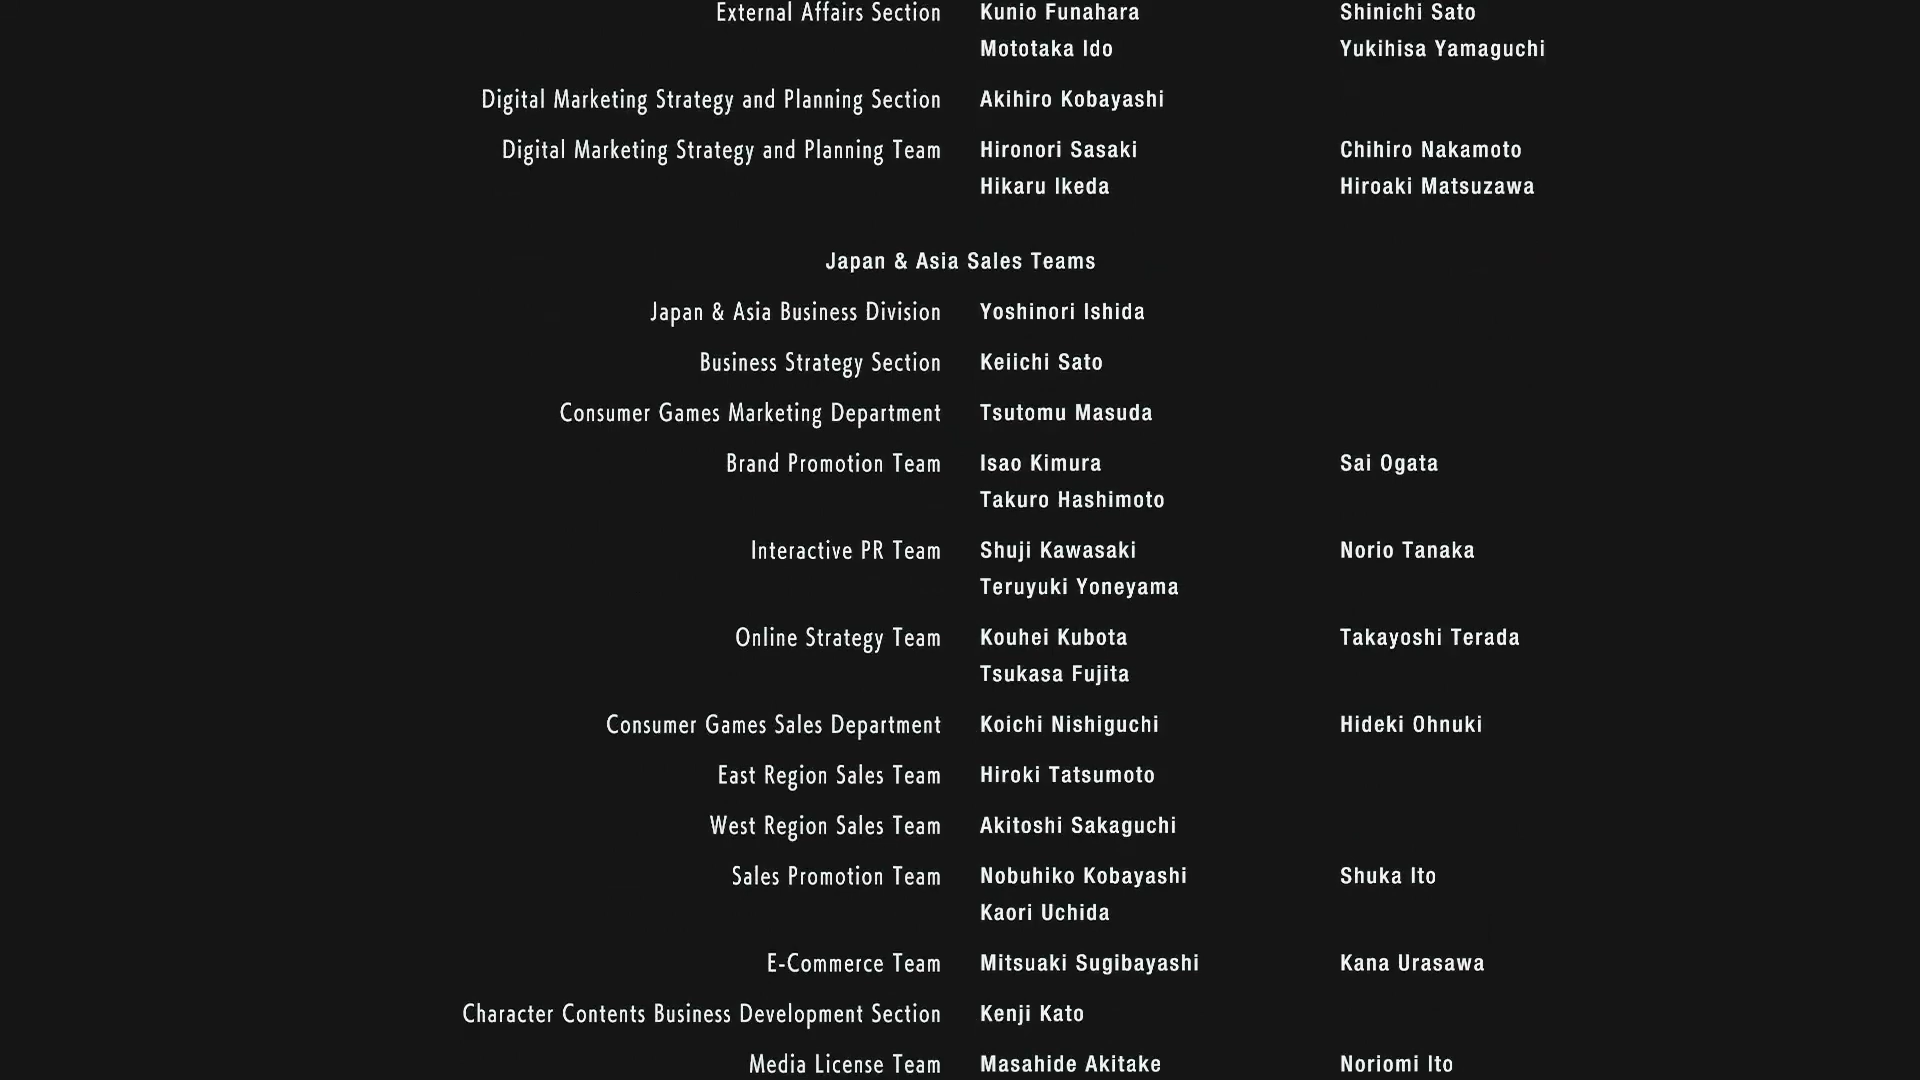 External Affairs Section Kunio Funahara Shinichi Sato
Mototaka Ido Yukihisa Yamaguchi
Digital Marketing Strategy and Planning Section Akihiro Kobayashi
Digital Marketing Strategy and Planning Team Hironori Sasaki Chihiro Nakamoto
Hikaru Ikeda Hiroaki Matsuzawa
Japan & Asia Sales Teams
Japan & Asia Business Division Yoshinori Ishida
Business Strategy Section Keiichi Sato
Consumer Games Marketing Department Tsutomu Masuda
Brand Promotion Team Isao Kimura Sai Ogata
Takuro Hashimoto
Interactive PR Team Shuji Kawasaki Norio Tanaka
Teruyuki Yoneyama
Online Strategy Team Kouhei Kubota Takayoshi Terada
Tsukasa Fujita
Consumer Games Sales Department Koichi Nishiguchi Hideki Ohnuki
East Region Sales Team Hiroki Tatsumoto
West Region Sales Team Akitoshi Sakaguchi
Sales Promotion Team Nobuhiko Kobayashi Shuka Ito
Kaori Uchida
E-Commerce Team Mitsuaki Sugibayashi Kana Urasawa
Character Contents Business Development Section Kenji Kato
Media License Team Masahide Akitake Noriomi Ito